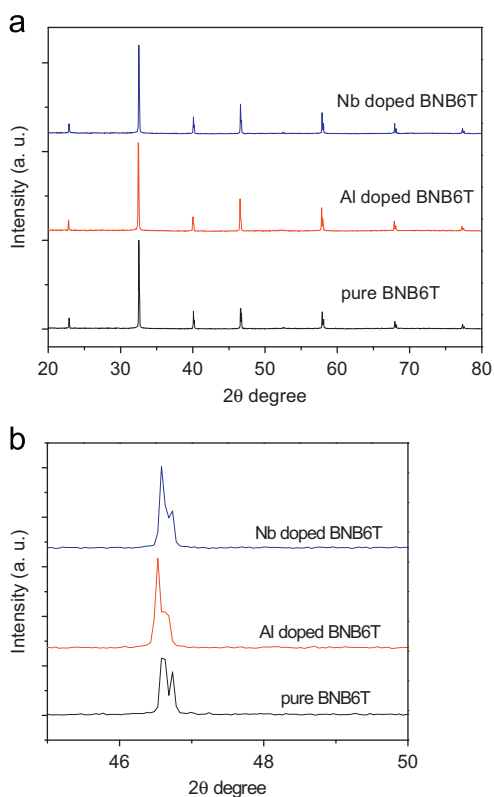 a
Intensity (a. u.)
Nb doped BNB6T
Al doped BNB6T
pure BNB6T
20 30 40 50 60 70 80
2θ degree
b
Intensity (a. u.)
Nb doped BNB6T
Al doped BNB6T
pure BNB6T
46 48 50
2θ degree